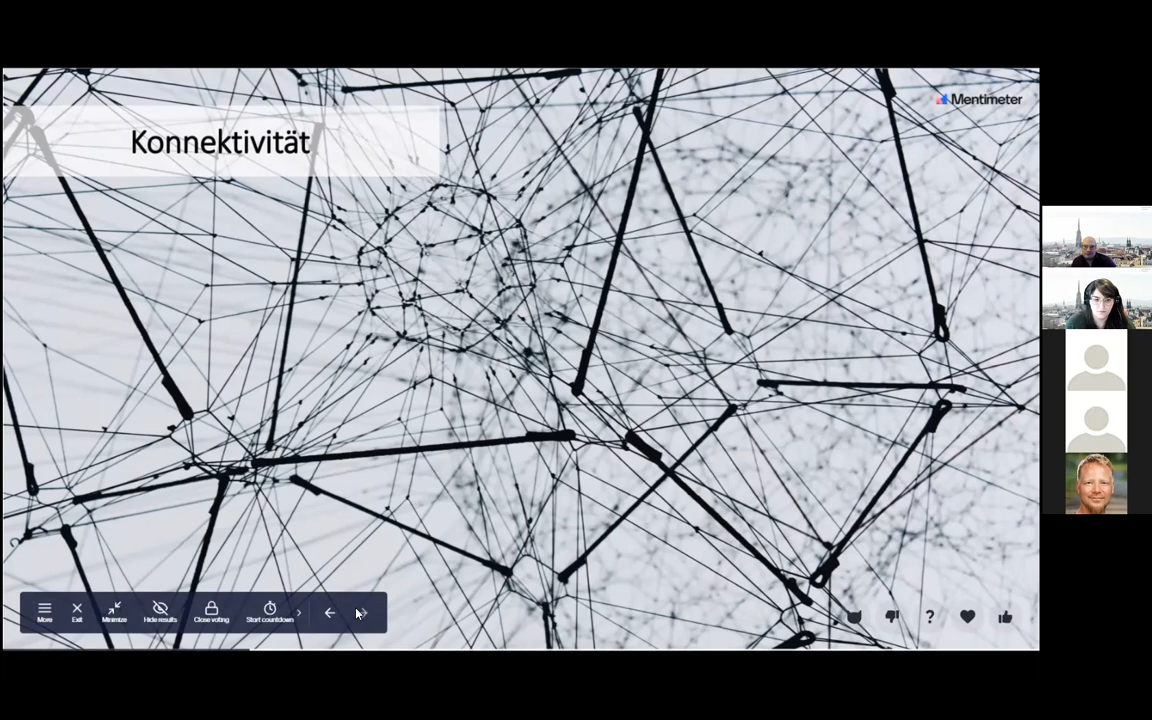 Mentimeter
Konnektivität
More
Exit
Minimize
Hide results
Close voting
Start countdown
?